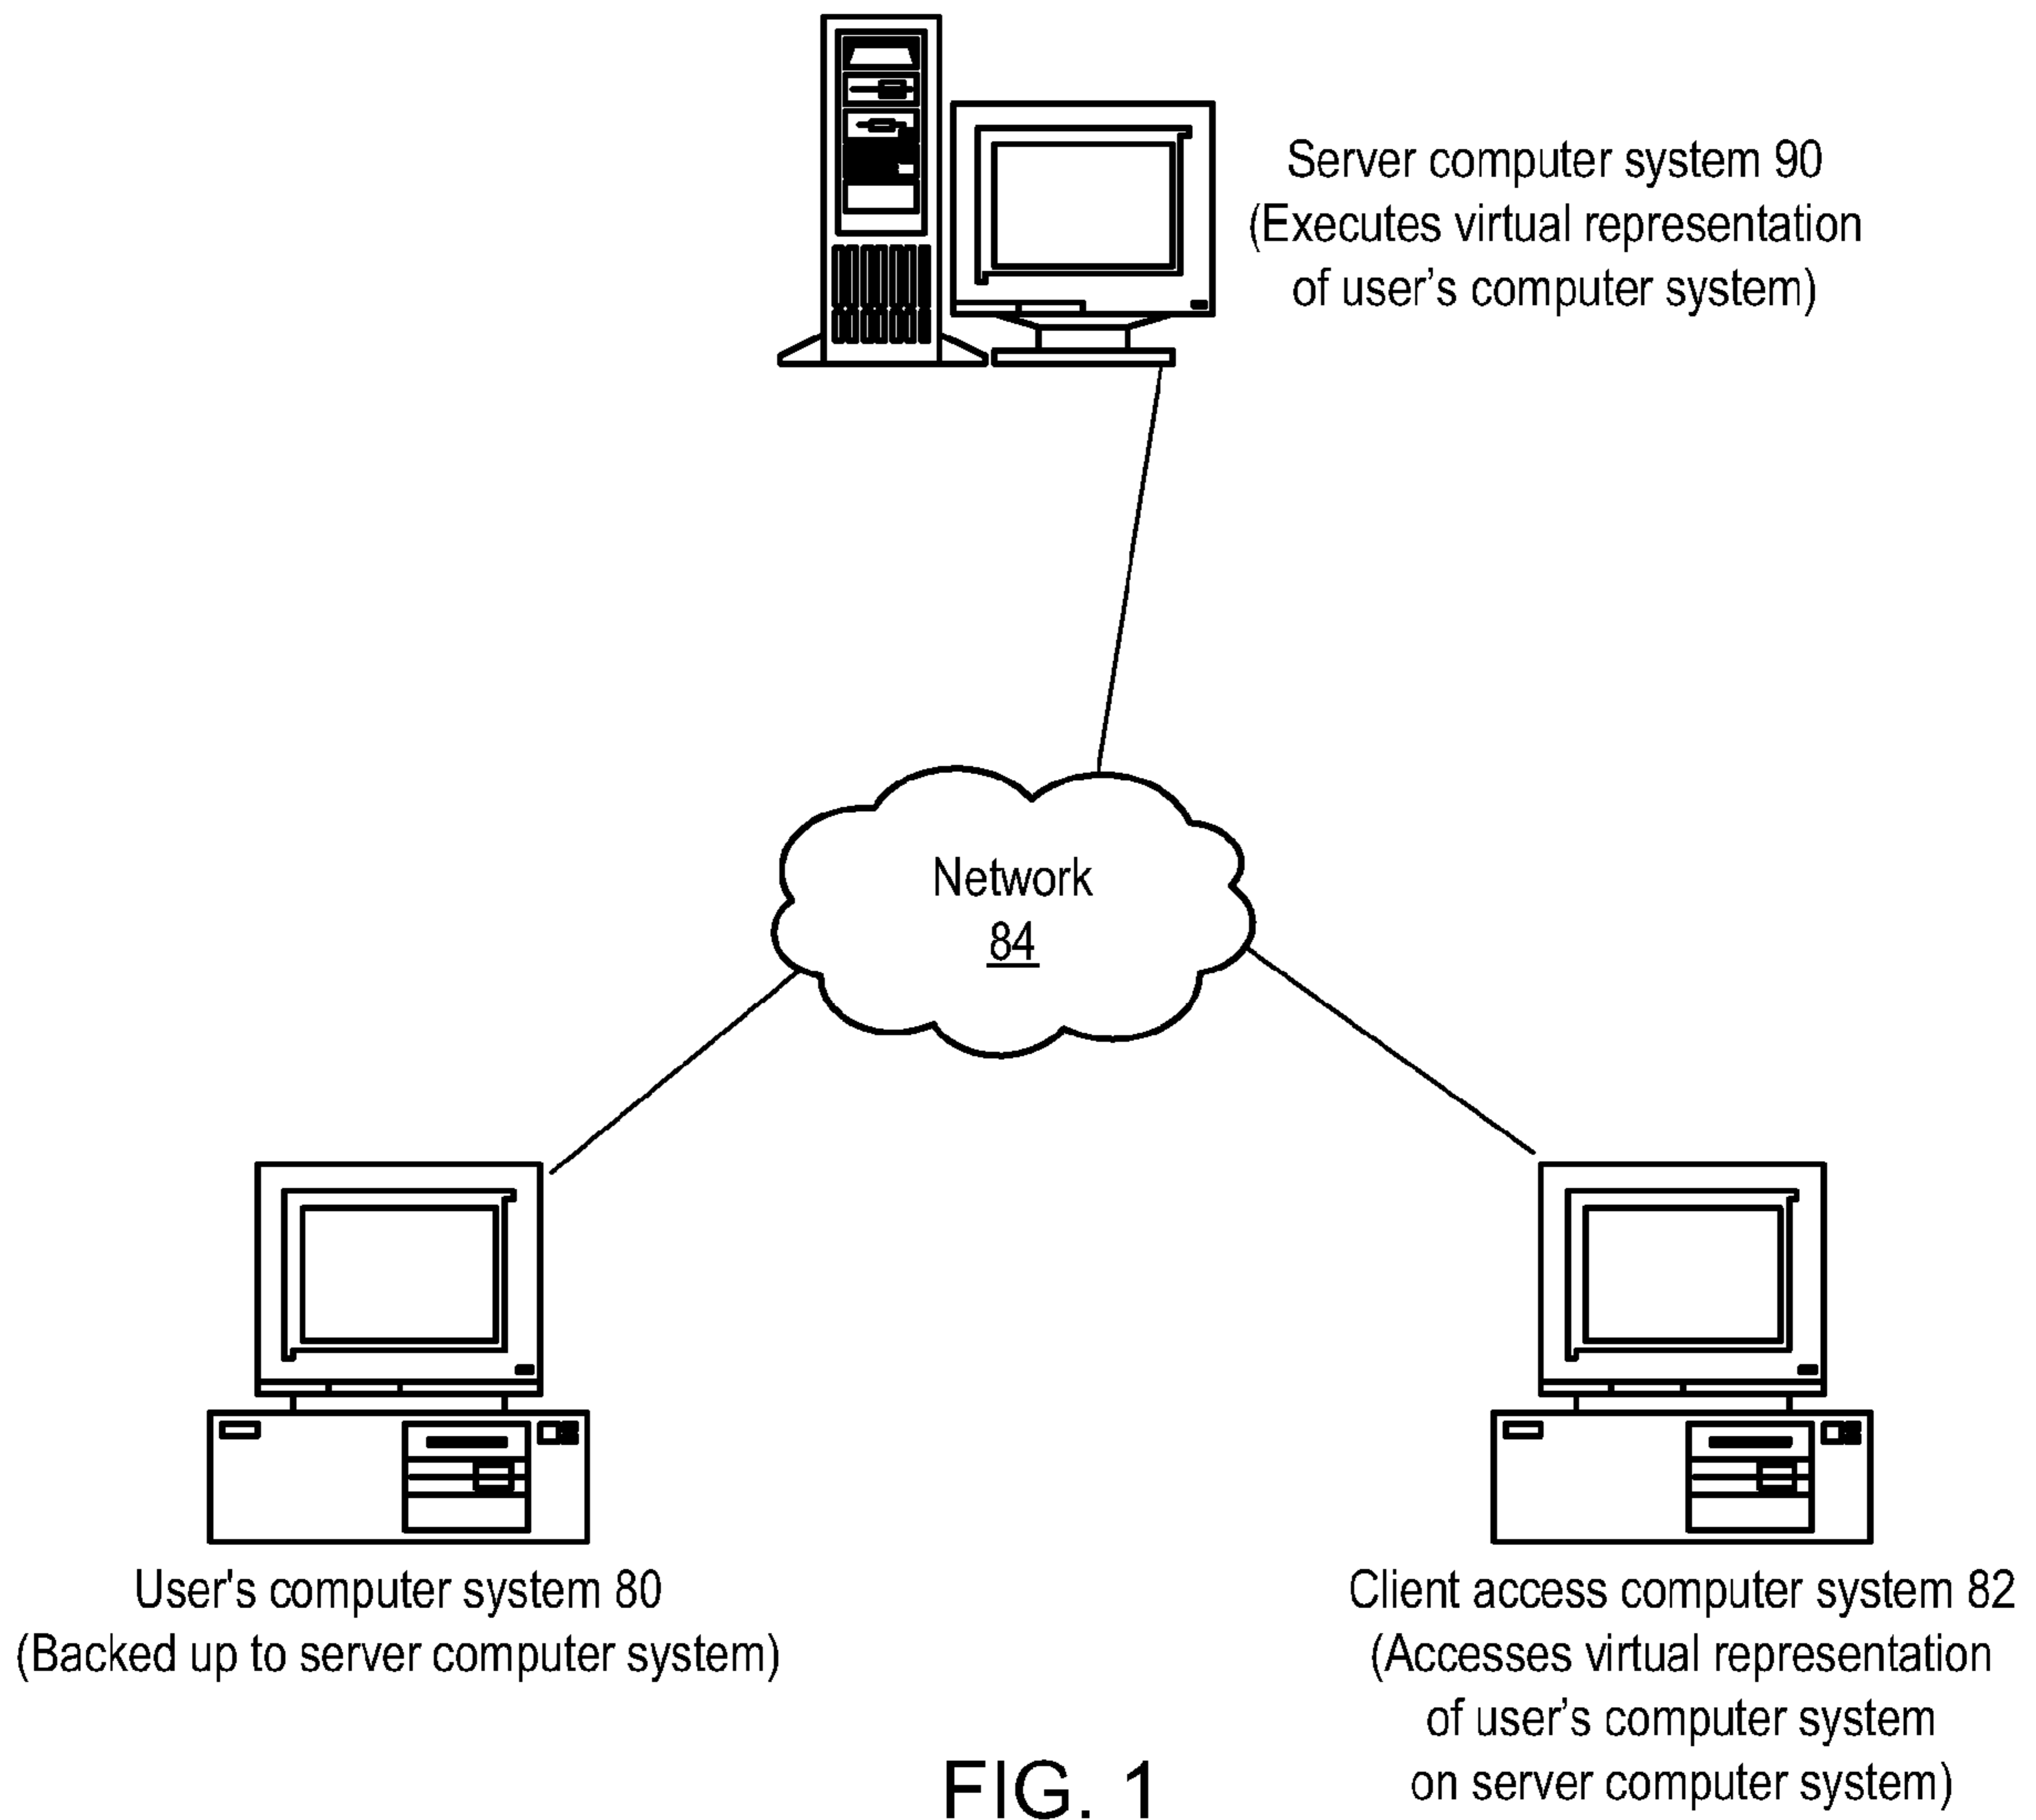 Server computer system 90
(Executes virtual representation
of user’s computer system)
Network
84
User's computer system 80
(Backed up to server computer system)
Client access computer system 82
(Accesses virtual representation
of user’s computer system
on server computer system)
FIG. 1